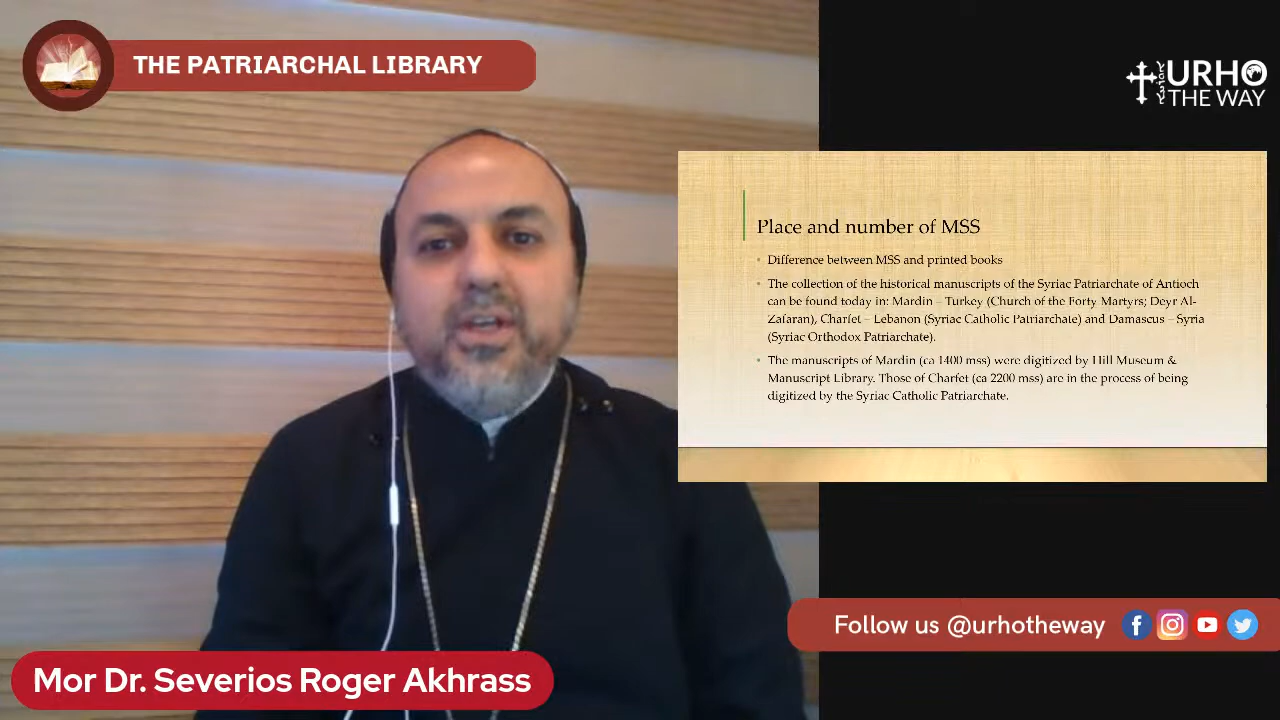 THE PATRIARCHAL LIBRARY
URHO
THE WAY
Place and number of MSS
Difference between MSS and printed books
The collection of the historical manuscripts of the Syriac Patriarchate of Antioch
can be found today in: Mardin – Turkey (Church of the Forty Martyrs; Deyr Al-
Zafaran), Charfet – Lebanon (Syriac Catholic Patriarchate) and Damascus – Syria
(Syriac Orthodox Patriarchate).
The manuscripts of Mardin (ca 1400 mss) were digitized by Hill Museum &
Manuscript Library. Those of Charfet (ca 2200 mss) are in the process of being
digitized by the Syriac Catholic Patriarchate.
Follow us @urhotheway
Mor Dr. Severios Roger Akhrass